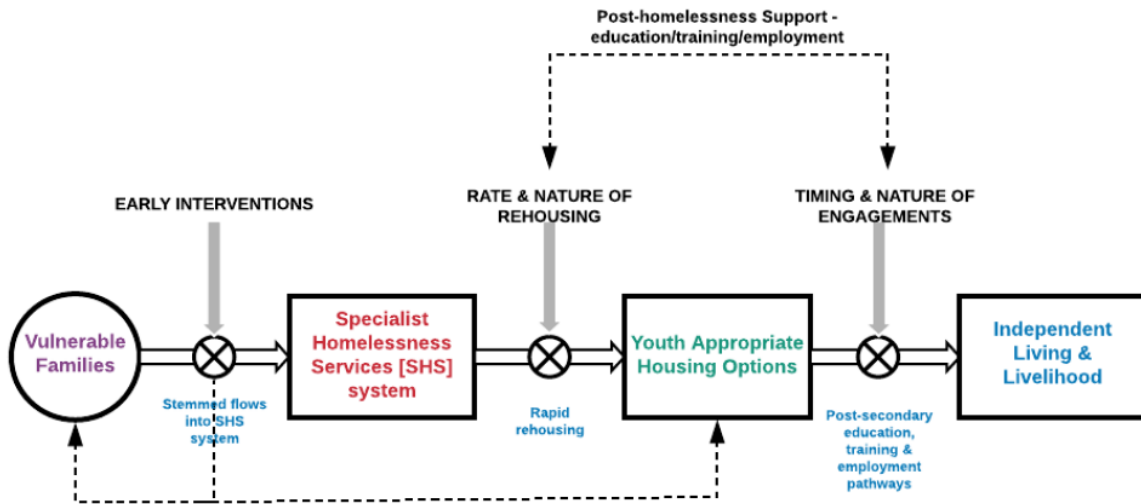 Post-homelessness Support -
education/training/employment
EARLY INTERVENTIONS
RATE & NATURE OF
REHOUSING
TIMING & NATURE OF
ENGAGEMENTS
Vulnerable
Families
Stemmed flows
into SHS
system
Specialist
Homelessness
Services [SHS]
system
Rapid
rehousing
Youth Appropriate
Housing Options
Post-secondary
education,
training &
employment
pathways
Independent
Living &
Livelihood